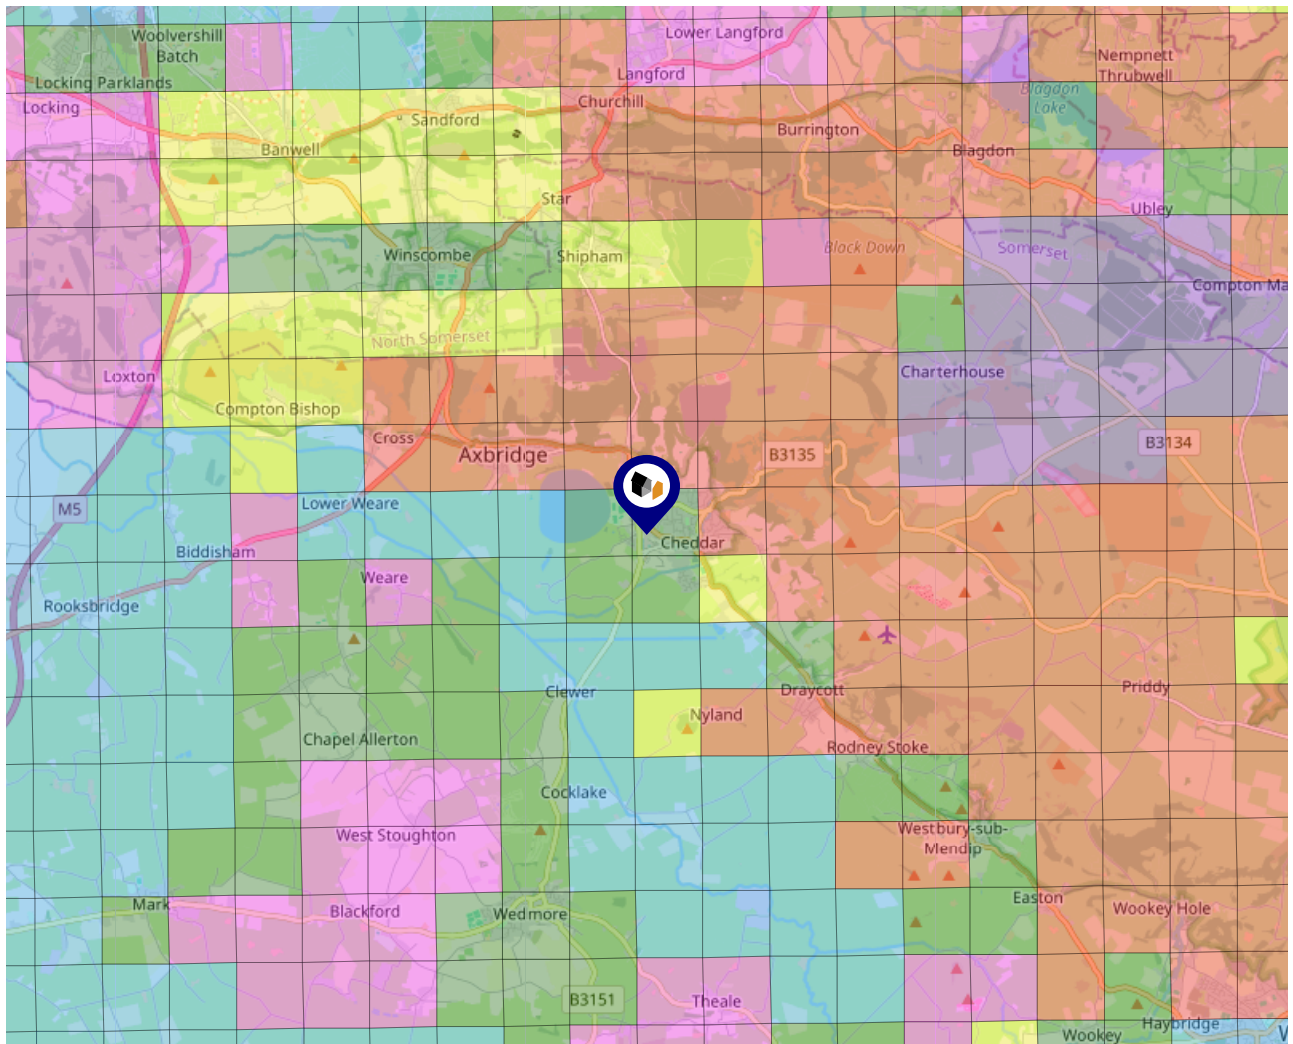 Woolvershill
Batch
Lower Langford
Nempnett
Thrubwell
Locking Parklands
Langford
Locking
Churchill
Blagdon
Lake
Sandford
Burrington
Banwell
Blagdon
Star
Ubley
Winscombe
Shipham
Black Down
Somerset
Compton Ma
North Somerset
Loxton
Charterhouse
Compton Bishop
Cross
Axbridge
B3135
B3134
M5
Lower Weare
Biddisham
Cheddar
Weare
Rooksbridge
Clewer
Draycott
Priddy
Nyland
Chapel Allerton
Rodney Stoke
Cocklake
West Stoughton
Westbury-sub-
Mendip
Mark
Blackford
Wedmore
Easton
Wookey Hole
B3151
Theale
Haybridge
Wookey
W